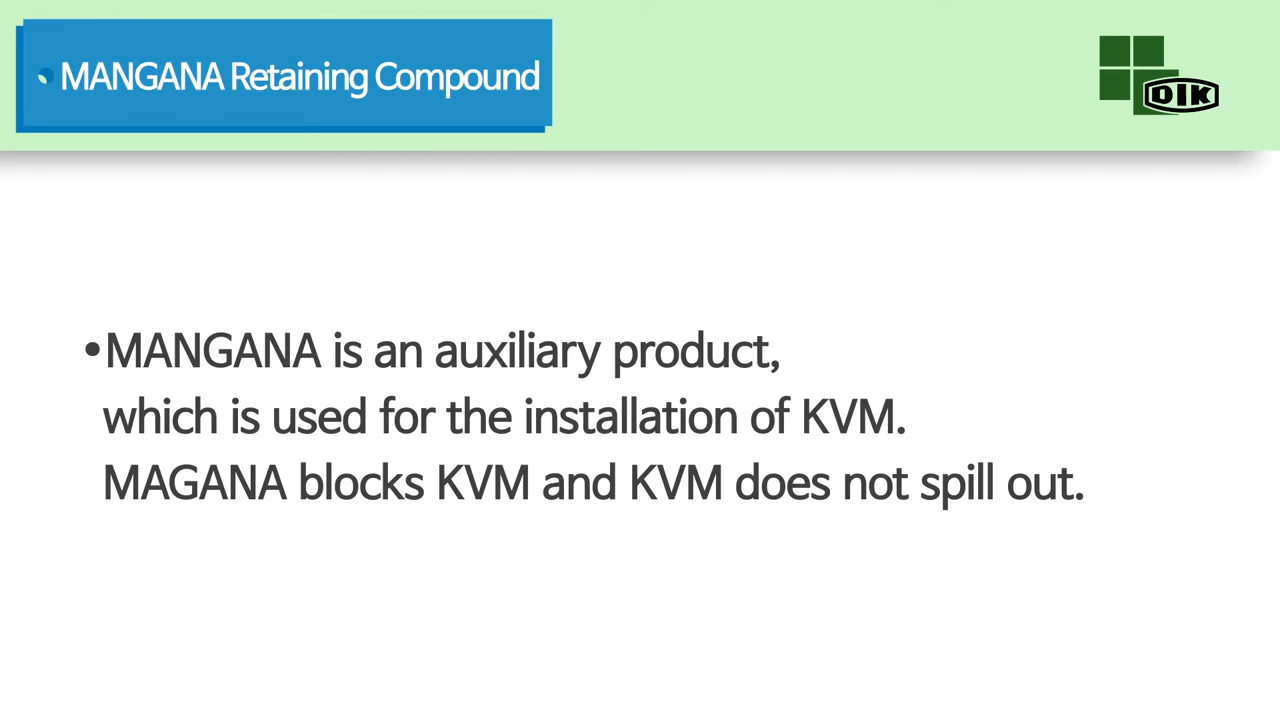 • MANGANA Retaining Compound
DIK
•MANGANA is an auxiliary product,
which is used for the installation of KVM.
MAGANA blocks KVM and KVM does not spill out.